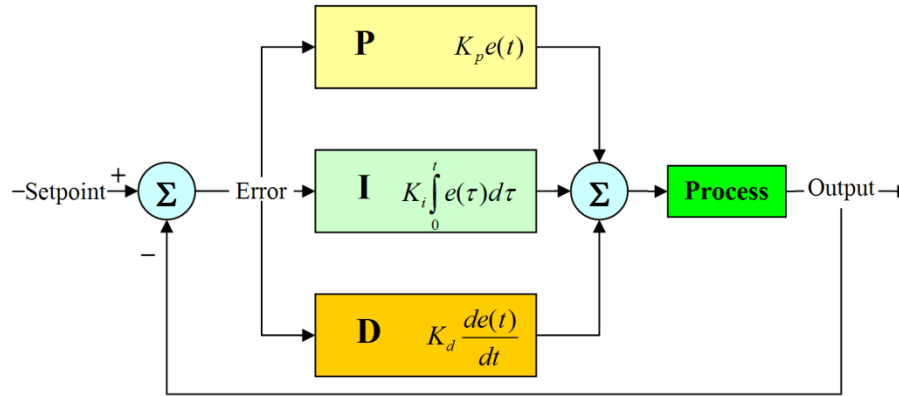 P K_p e(t)
+
Setpoint Σ Error I K_i ∫_0^t e(τ)dτ Σ Process Output
−
D K_d de(t)/dt